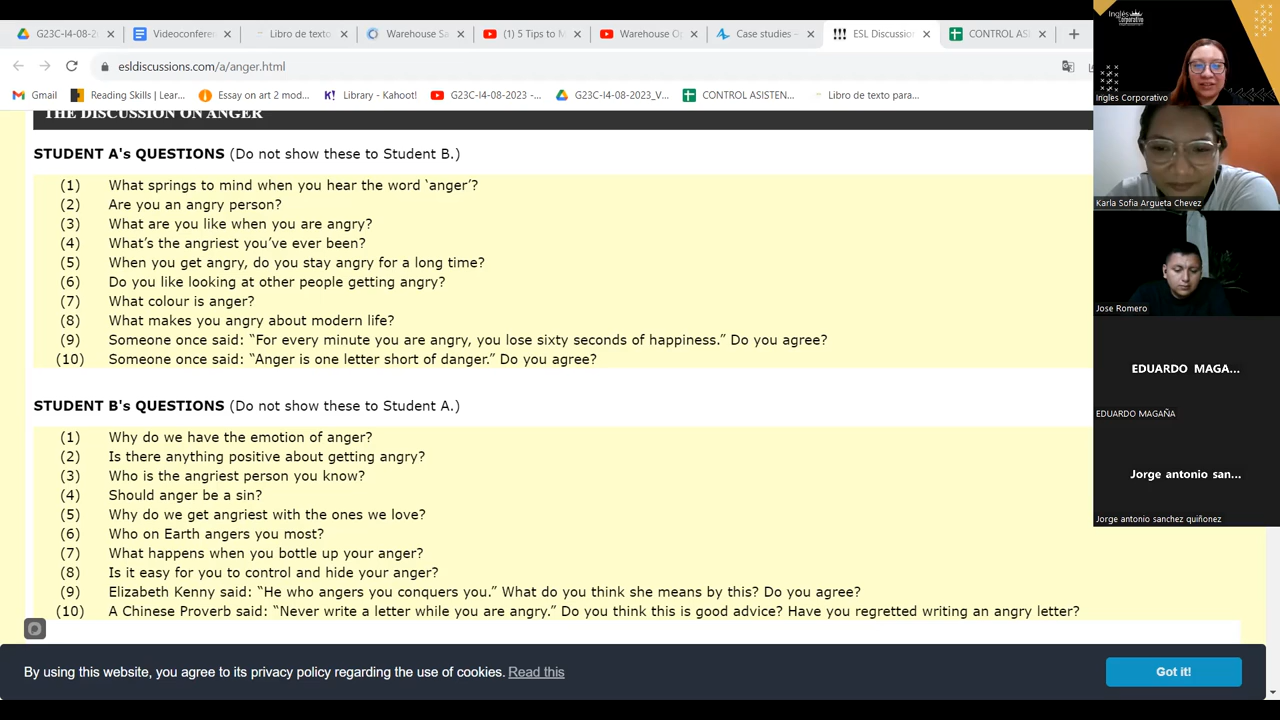 G23C-I4-08-2
Videoconfere
Libro de texto
Warehouse Sa
(1) 5 Tips to M
Warehouse Op
Case studies –
ESL Discussion
CONTROL ASI
esldiscussions.com/a/anger.html
Gmail
Reading Skills | Lear...
Essay on art 2 mod...
Library - Kahoot!
G23C-I4-08-2023 -...
G23C-I4-08-2023_V...
CONTROL ASISTEN...
Libro de texto para...
THE DISCUSSION ON ANGER
STUDENT A's QUESTIONS (Do not show these to Student B.)
(1) What springs to mind when you hear the word ‘anger’?
(2) Are you an angry person?
(3) What are you like when you are angry?
(4) What’s the angriest you’ve ever been?
(5) When you get angry, do you stay angry for a long time?
(6) Do you like looking at other people getting angry?
(7) What colour is anger?
(8) What makes you angry about modern life?
(9) Someone once said: “For every minute you are angry, you lose sixty seconds of happiness.” Do you agree?
(10) Someone once said: “Anger is one letter short of danger.” Do you agree?
STUDENT B's QUESTIONS (Do not show these to Student A.)
(1) Why do we have the emotion of anger?
(2) Is there anything positive about getting angry?
(3) Who is the angriest person you know?
(4) Should anger be a sin?
(5) Why do we get angriest with the ones we love?
(6) Who on Earth angers you most?
(7) What happens when you bottle up your anger?
(8) Is it easy for you to control and hide your anger?
(9) Elizabeth Kenny said: “He who angers you conquers you.” What do you think she means by this? Do you agree?
(10) A Chinese Proverb said: “Never write a letter while you are angry.” Do you think this is good advice? Have you regretted writing an angry letter?
By using this website, you agree to its privacy policy regarding the use of cookies. Read this
Got it!
Inglés
Corporativo
Ingles Corporativo
Karla Sofia Argueta Chevez
Jose Romero
EDUARDO MAGA...
EDUARDO MAGAÑA
Jorge antonio san...
Jorge antonio sanchez quiñonez